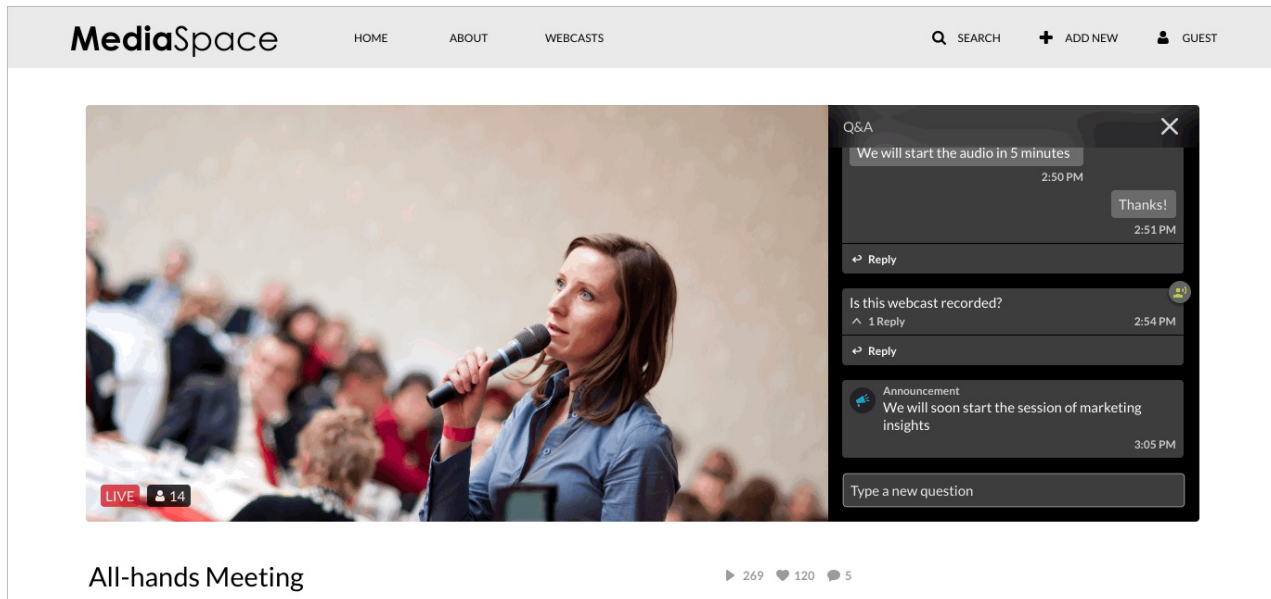 MediaSpace HOME ABOUT WEBCASTS SEARCH ADD NEW GUEST
Q&A
We will start the audio in 5 minutes
2:50 PM
Thanks!
2:51 PM
Reply
Is this webcast recorded?
1 Reply 2:54 PM
Reply
Announcement
We will soon start the session of marketing
insights
3:05 PM
Type a new question
LIVE 14
All-hands Meeting 269 120 5